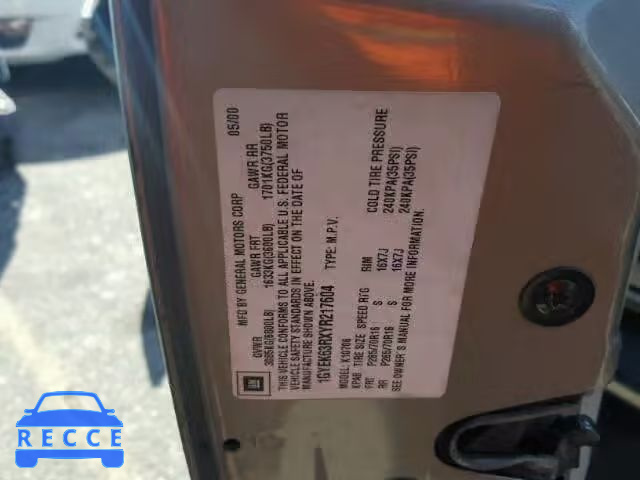 MFD BY GENERAL MOTORS CORP 05/00
GVWR GAWR FRT GAWR RR
1633KG(3600LB) 1701KG(3750LB)
THIS VEHICLE CONFORMS TO ALL APPLICABLE U.S. FEDERAL MOTOR
VEHICLE SAFETY STANDARDS IN EFFECT ON THE DATE OF
MANUFACTURE SHOWN ABOVE.
1GYEK63RXYR217604 TYPE: M.P.V.
MODEL: K10706
TIRE SIZE SPEED RTG RIM COLD TIRE PRESSURE
FRT P265/70R16 S 16X7J 240KPA(35PSI)
RR P265/70R16 S 16X7J 240KPA(35PSI)
SEE OWNER'S MANUAL FOR MORE INFORMATION.
GM
RECCE